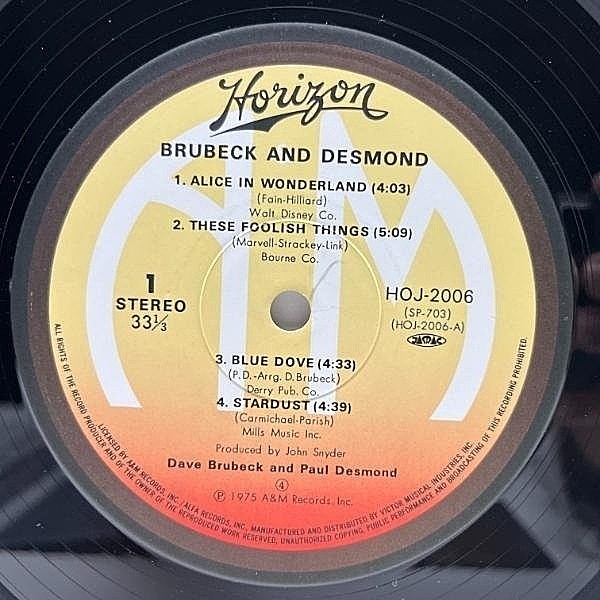 Horizon
BRUBECK AND DESMOND
1. ALICE IN WONDERLAND (4:03)
(Fain-Hilliard)
Walt Disney Co.
2. THESE FOOLISH THINGS (5:09)
(Marvell-Strackey-Link)
Bourne Co.
1
STEREO
33⅓
HOJ-2006
(SP-703)
(HOJ-2006-A)
JASRAC
3. BLUE DOVE (4:33)
(P.D.-Arrg. D. Brubeck)
Derry Pub. Co.
4. STARDUST (4:39)
(Carmichael-Parish)
Mills Music Inc.
Produced by John Snyder
Dave Brubeck and Paul Desmond
④
Ⓟ 1975 A&M Records, Inc.
LICENSED BY A&M RECORDS, INC./ALFA RECORDS, INC., MANUFACTURED AND DISTRIBUTED BY VICTOR MUSICAL INDUSTRIES, INC.
ALL RIGHTS OF THE RECORD PRODUCER AND OF THE OWNER OF THE REPRODUCED WORK RESERVED, UNAUTHORIZED COPYING, PUBLIC PERFORMANCE AND BROADCASTING OF THIS RECORDING PROHIBITED.